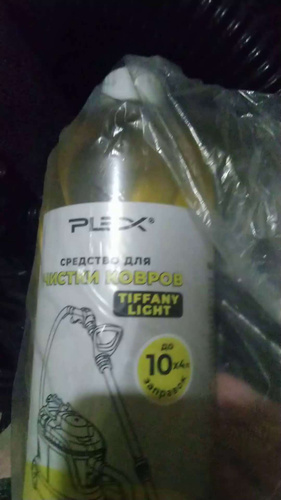 PLEX®
СРЕДСТВО ДЛЯ
ЧИСТКИ КОВРОВ
TIFFANY
LIGHT
ДО
10х4л
заправок